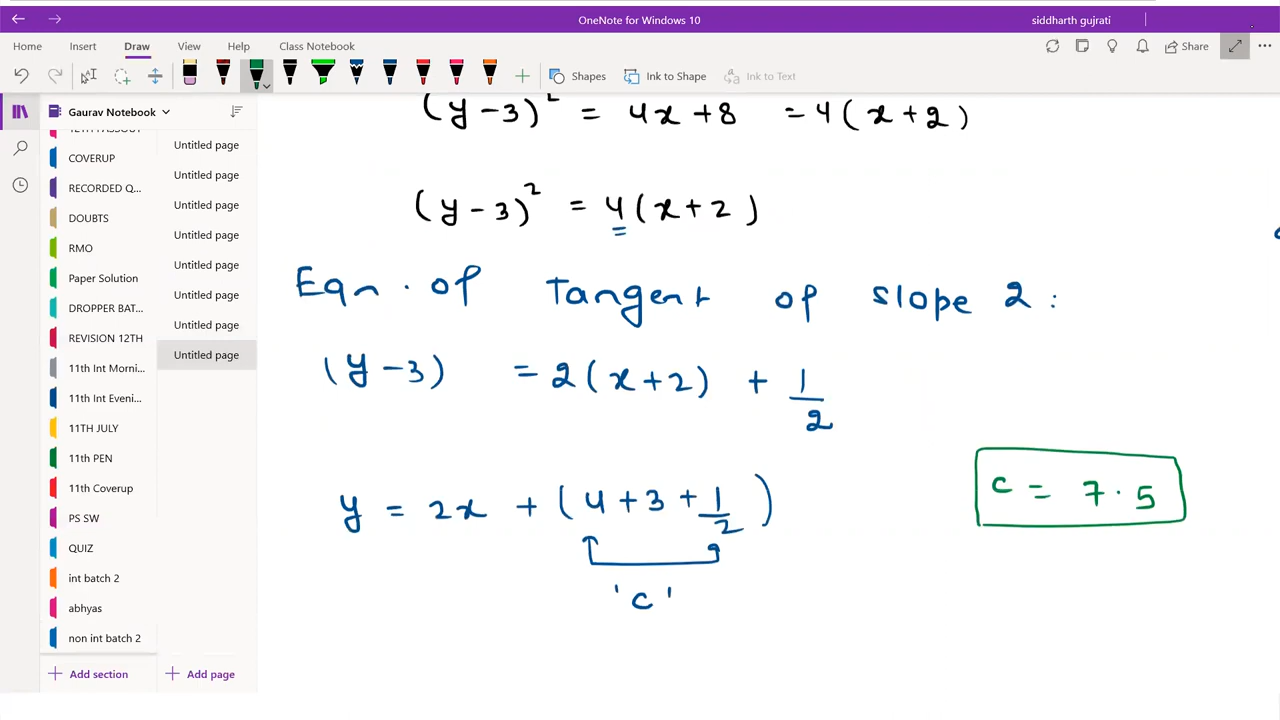 OneNote for Windows 10
siddharth gujrati
Home Insert Draw View Help Class Notebook
Share
Shapes Ink to Shape Ink to Text
Gaurav Notebook
COVERUP
RECORDED Q...
DOUBTS
RMO
Paper Solution
DROPPER BAT...
REVISION 12TH
11th Int Morni...
11th Int Eveni...
11TH JULY
11th PEN
11th Coverup
PS SW
QUIZ
int batch 2
abhyas
non int batch 2
Add section
Untitled page
Untitled page
Untitled page
Untitled page
Untitled page
Untitled page
Untitled page
Untitled page
Add page
(y-3)² = 4x+8 = 4(x+2)
(y-3)² = 4(x+2)
Eqn. of Tangent of slope 2:
(y-3) = 2(x+2) + 1/2
y = 2x + (4+3+1/2)
'c'
c = 7.5